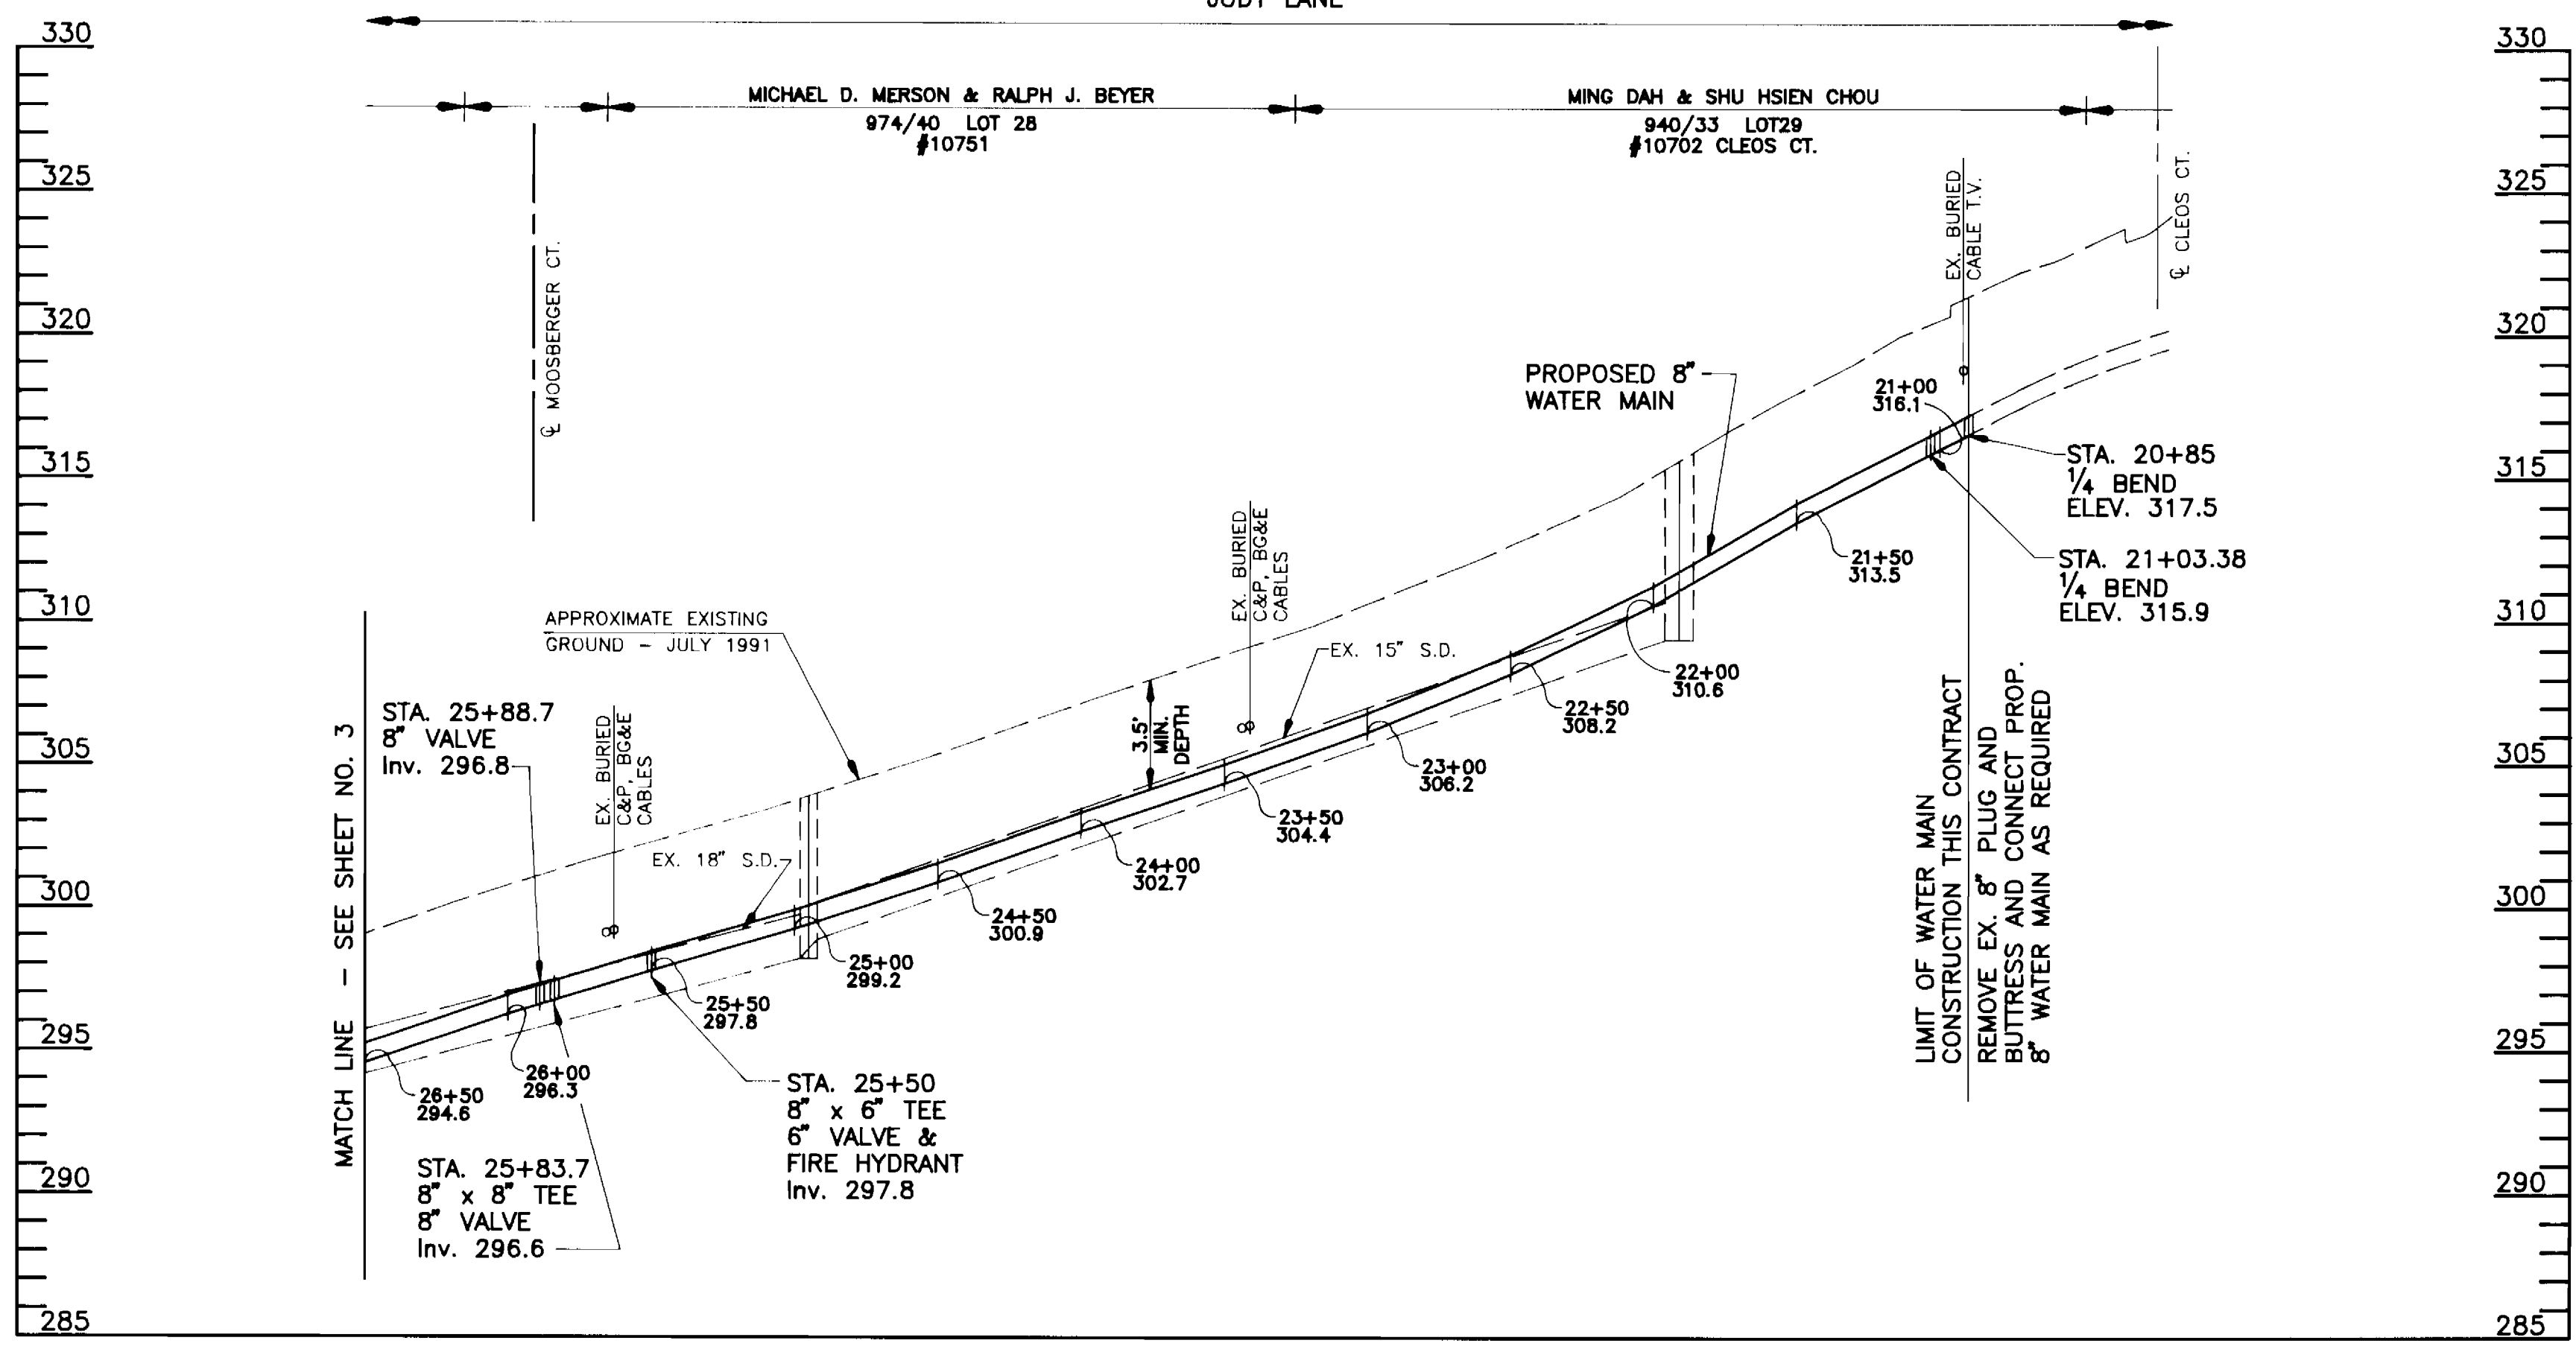 JUDY LANE
330
330
MICHAEL D. MERSON & RALPH J. BEYER
974/40 LOT 28
#10751
MING DAH & SHU HSIEN CHOU
940/33 LOT29
#10702 CLEOS CT.
325
325
℄ MOOSBERGER CT.
EX. BURIED
CABLE T.V.
℄ CLEOS CT.
320
320
PROPOSED 8"
WATER MAIN
21+00
316.1
315
315
STA. 20+85
1/4 BEND
ELEV. 317.5
STA. 21+03.38
1/4 BEND
ELEV. 315.9
21+50
313.5
310
310
APPROXIMATE EXISTING
GROUND - JULY 1991
EX. BURIED
C&P, BG&E
CABLES
EX. 15" S.D.
22+00
310.6
22+50
308.2
3.5'
MIN.
DEPTH
305
305
STA. 25+88.7
8" VALVE
Inv. 296.8
EX. BURIED
C&P, BG&E
CABLES
23+00
306.2
23+50
304.4
EX. 18" S.D.
24+00
302.7
300
300
24+50
300.9
25+00
299.2
25+50
297.8
MATCH LINE - SEE SHEET NO. 3
LIMIT OF WATER MAIN
CONSTRUCTION THIS CONTRACT
REMOVE EX. 8" PLUG AND
BUTTRESS AND CONNECT PROP.
8" WATER MAIN AS REQUIRED
295
295
26+00
296.3
26+50
294.6
STA. 25+50
8" x 6" TEE
6" VALVE &
FIRE HYDRANT
Inv. 297.8
STA. 25+83.7
8" x 8" TEE
8" VALVE
Inv. 296.6
290
290
285
285